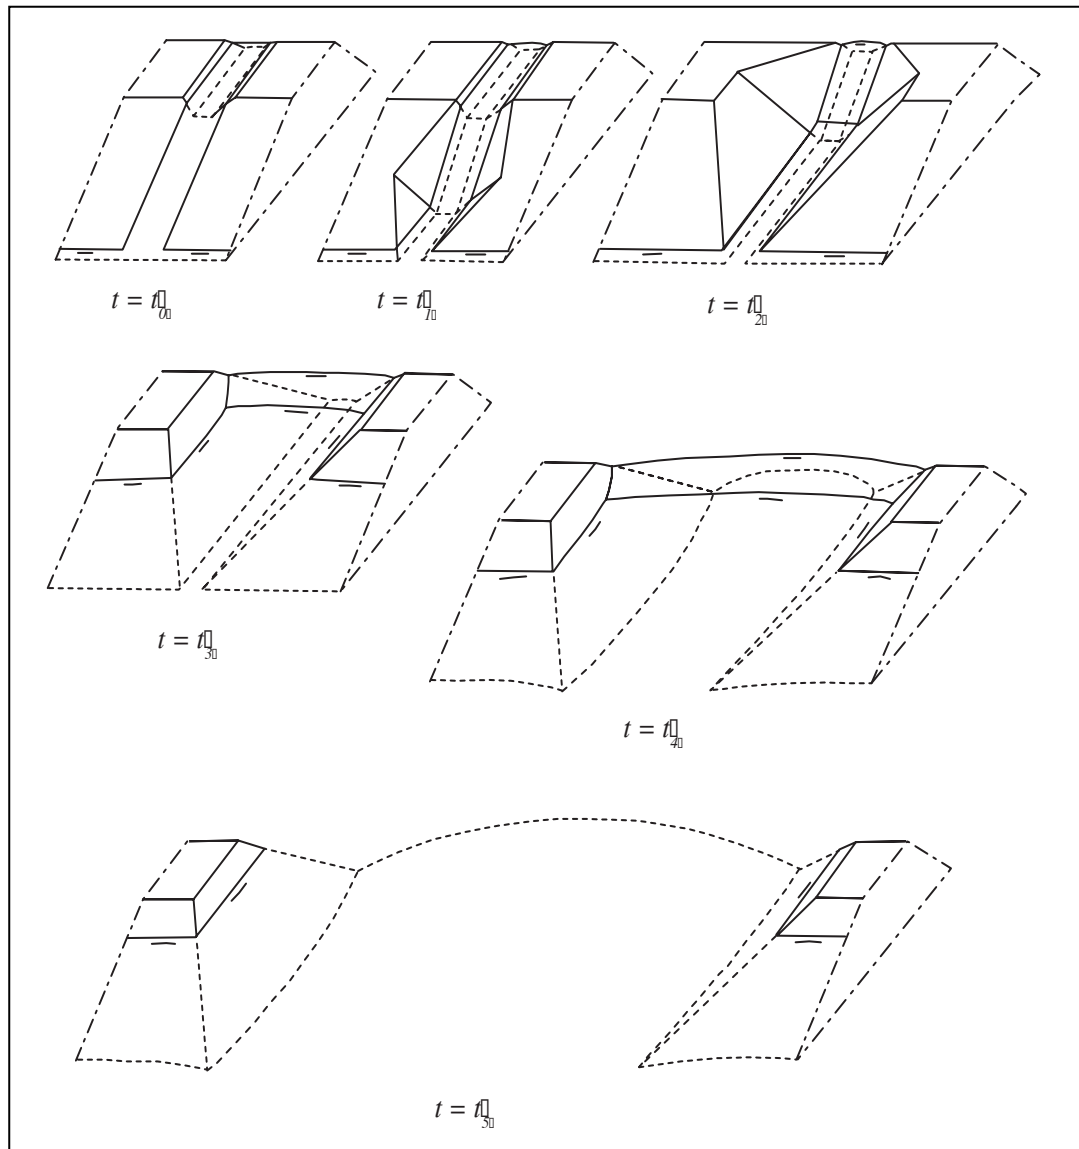 t = t₀
t = t₁
t = t₂
t = t₃
t = t₄
t = t₅